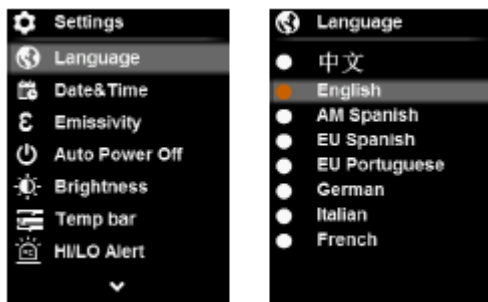 Settings
Language
Date&Time
Emissivity
Auto Power Off
Brightness
Temp bar
HI/LO Alert
Language
中文
English
AM Spanish
EU Spanish
EU Portuguese
German
Italian
French